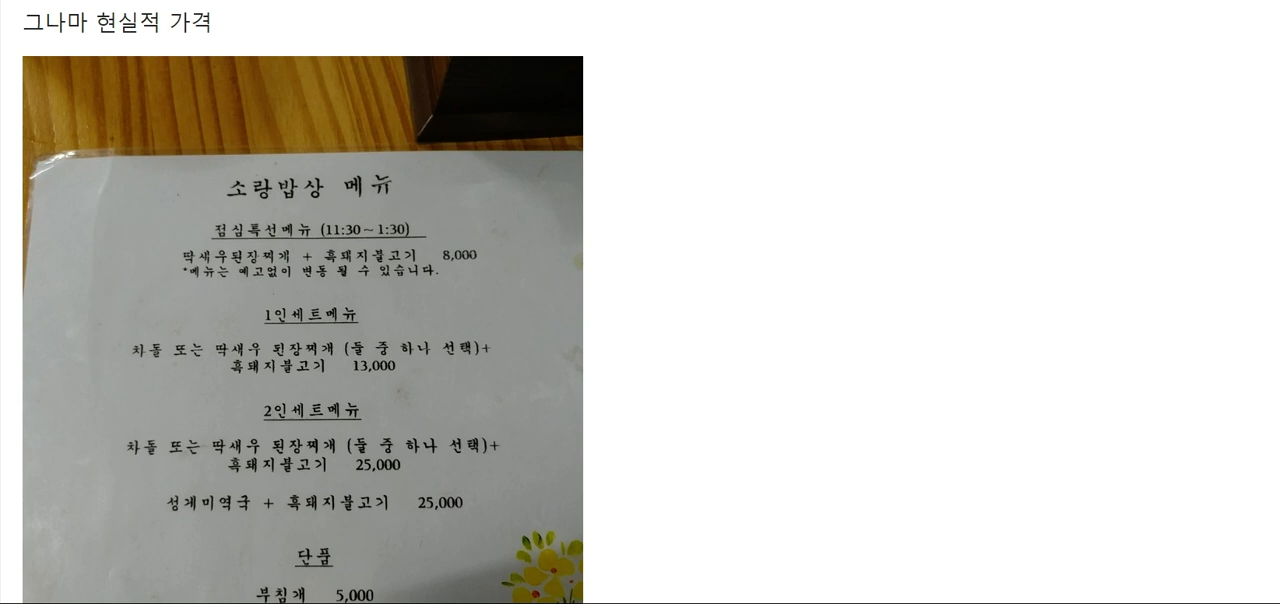 그나마 현실적 가격
소랑밥상 메뉴
점심특선메뉴 (11:30~1:30)
딱새우된장찌개 + 흑돼지불고기 8,000
*메뉴는 예고없이 변동 될 수 있습니다.
1인세트메뉴
차돌 또는 딱새우 된장찌개 (둘 중 하나 선택)+
흑돼지불고기 13,000
2인세트메뉴
차돌 또는 딱새우 된장찌개 (둘 중 하나 선택)+
흑돼지불고기 25,000
성게미역국 + 흑돼지불고기 25,000
단품
부침개 5,000